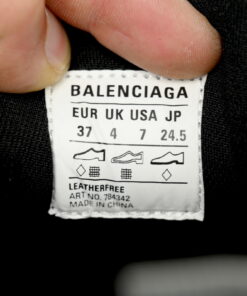 BALENCIAGA
EUR UK USA JP
37 4 7 24.5
LEATHERFREE
ART NO. 784342
MADE IN CHINA